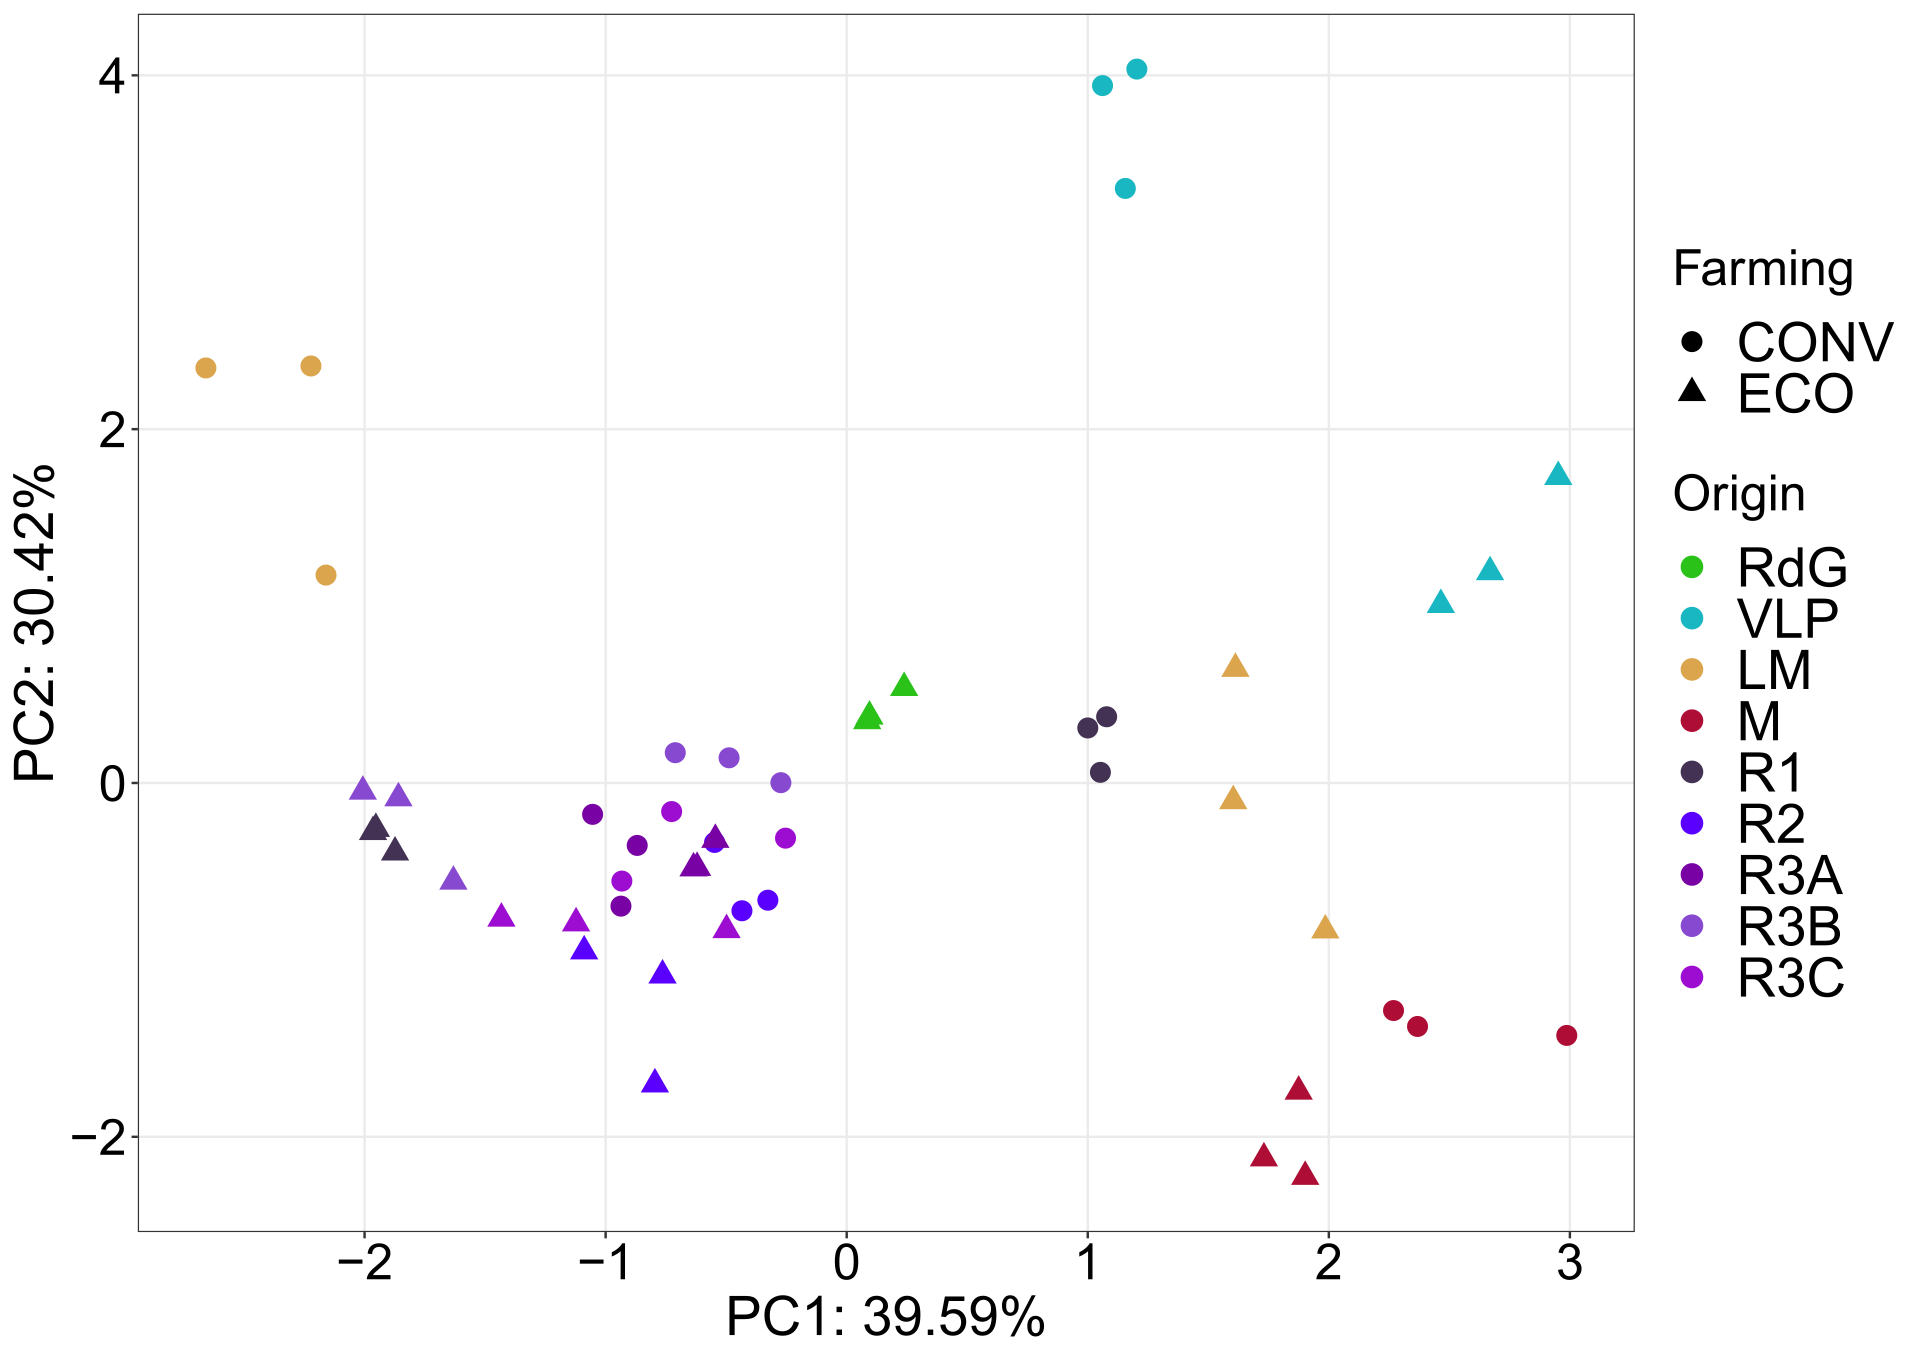 4
2
0
−2
PC2: 30.42%
−2
−1
0
1
2
3
PC1: 39.59%
Farming
CONV
ECO
Origin
RdG
VLP
LM
M
R1
R2
R3A
R3B
R3C